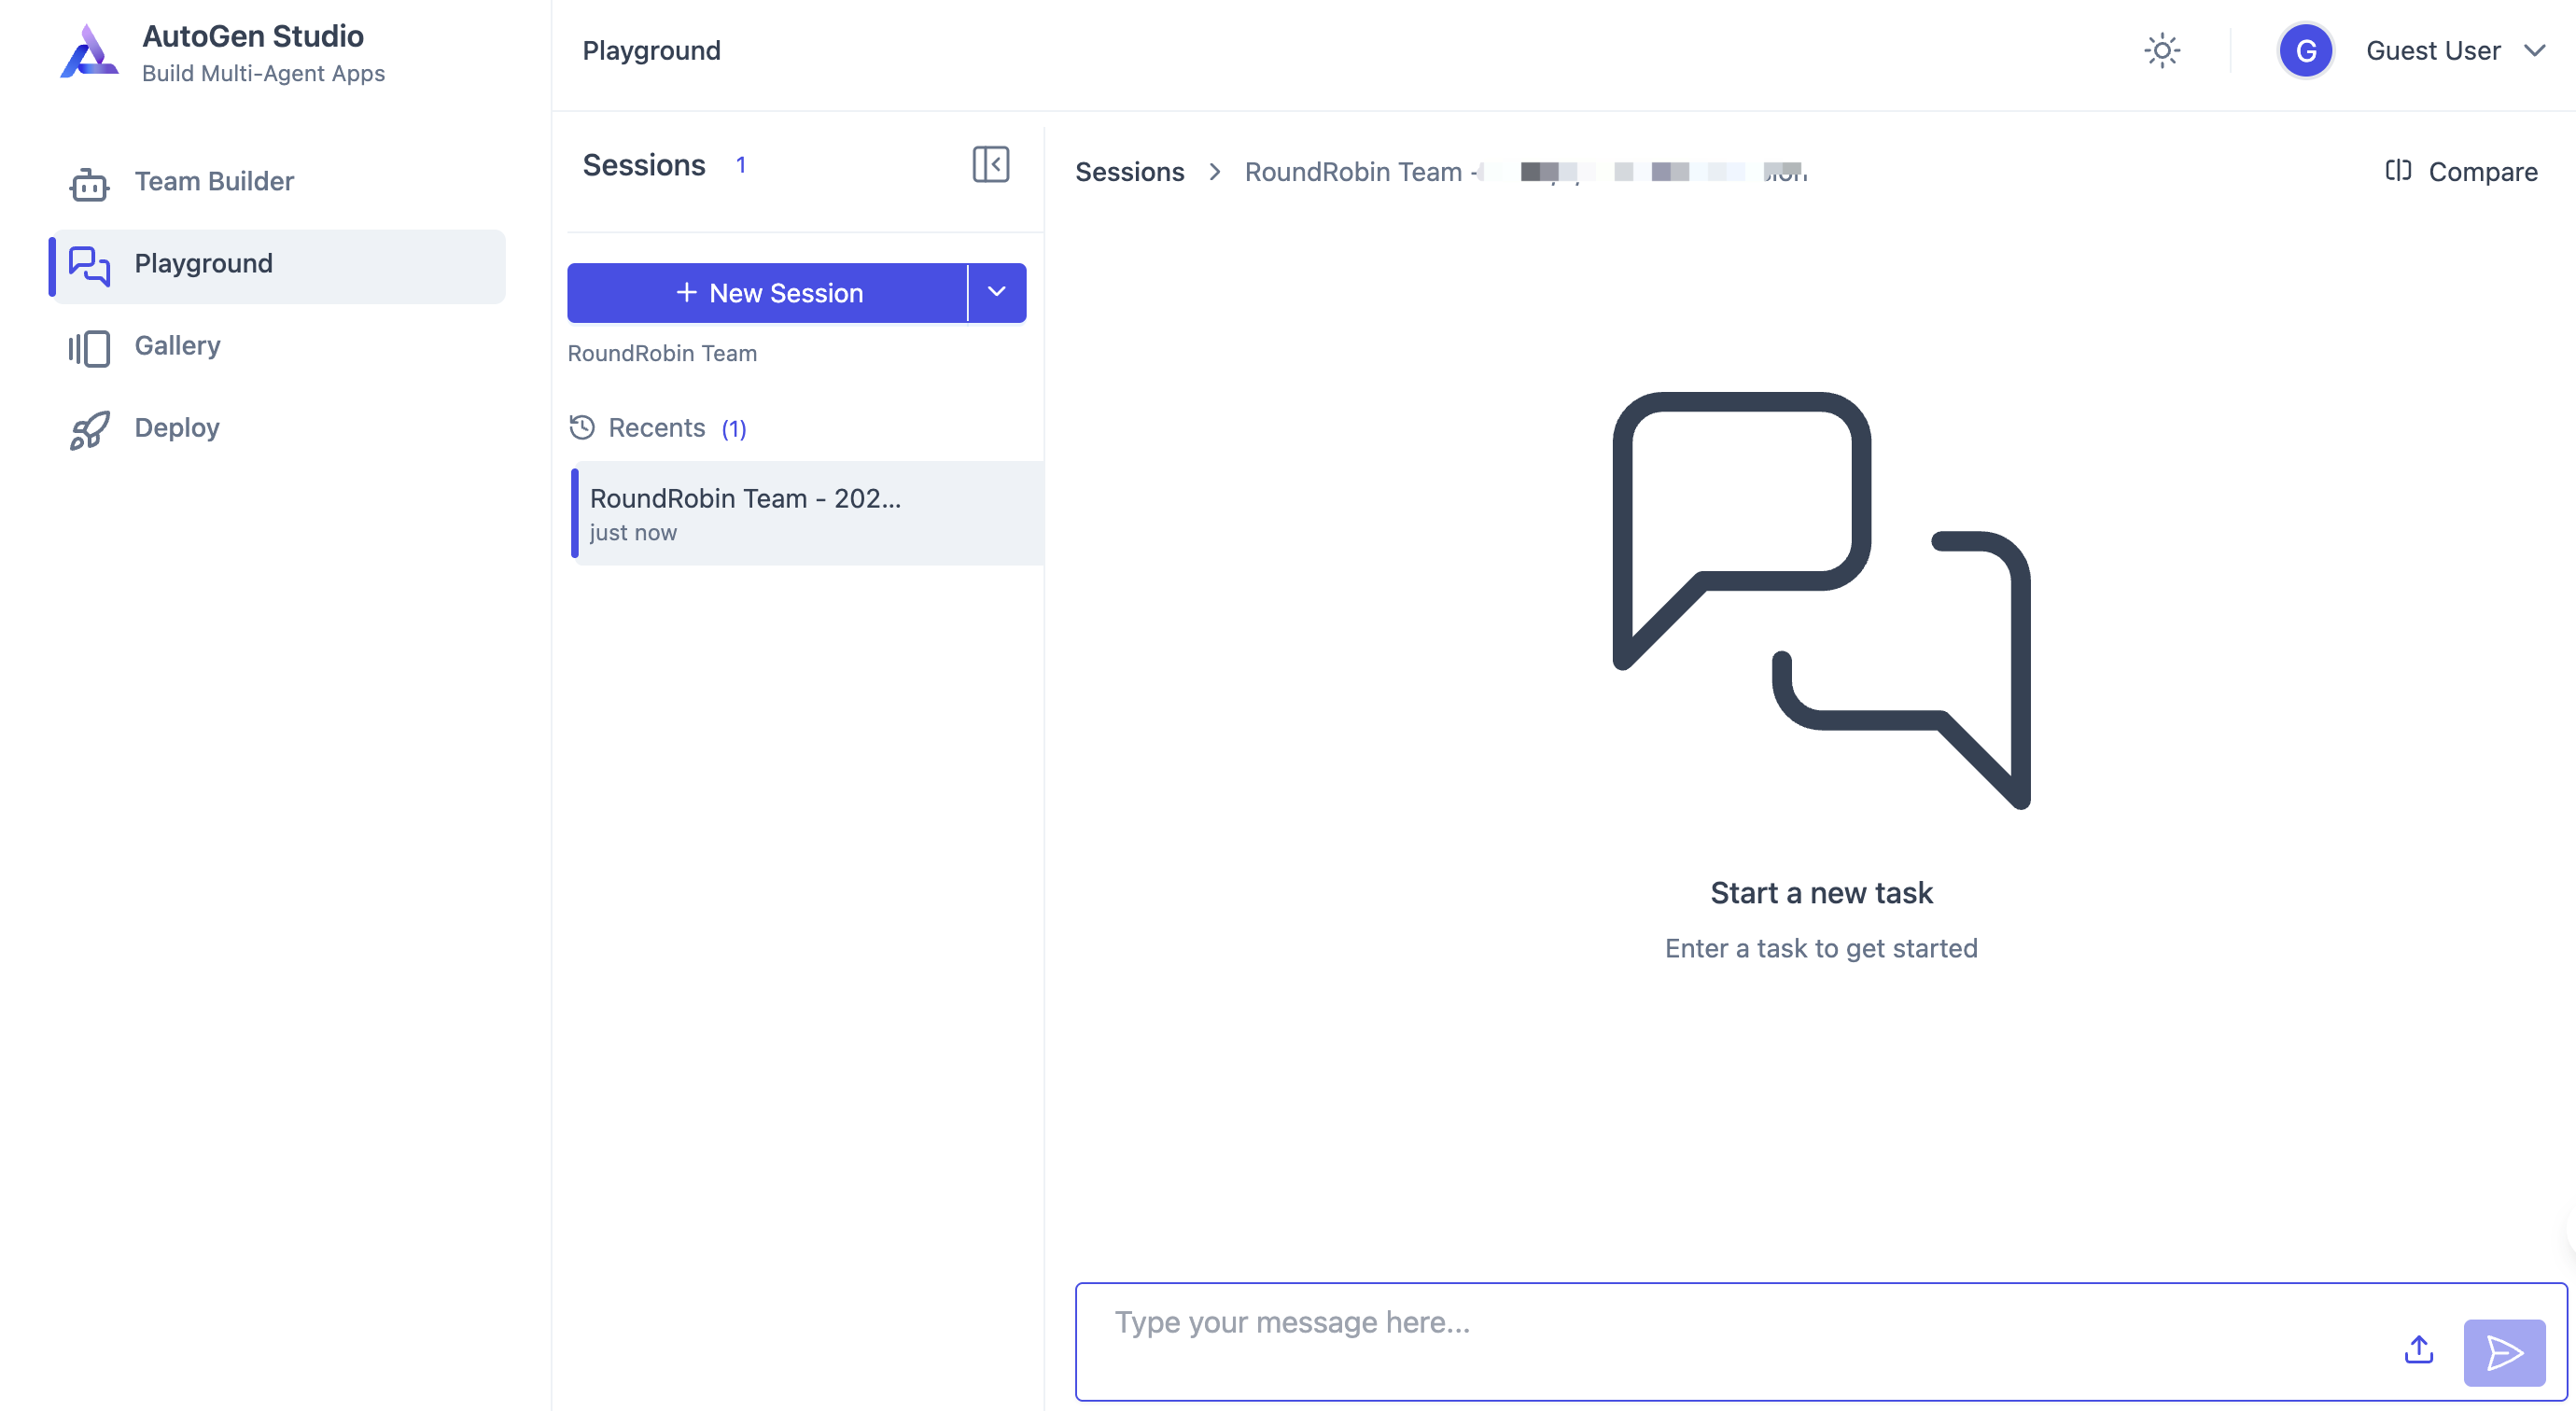 AutoGen Studio
Build Multi-Agent Apps
Team Builder
Playground
Gallery
Deploy
Playground
G
Guest User
Sessions 1
New Session
RoundRobin Team
Recents (1)
RoundRobin Team - 202...
just now
Sessions > RoundRobin Team -
Compare
Start a new task
Enter a task to get started
Type your message here...